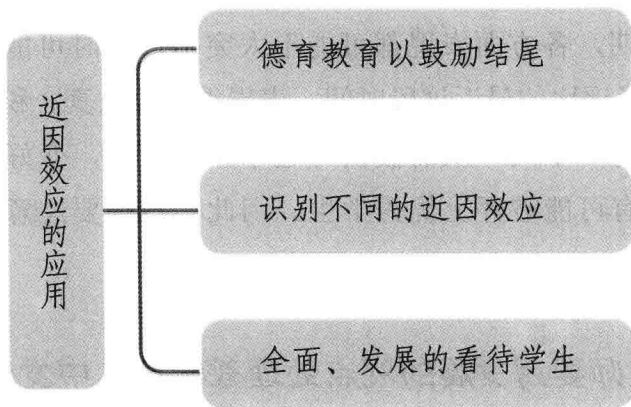 近因效应的应用
德育教育以鼓励结尾
识别不同的近因效应
全面、发展的看待学生